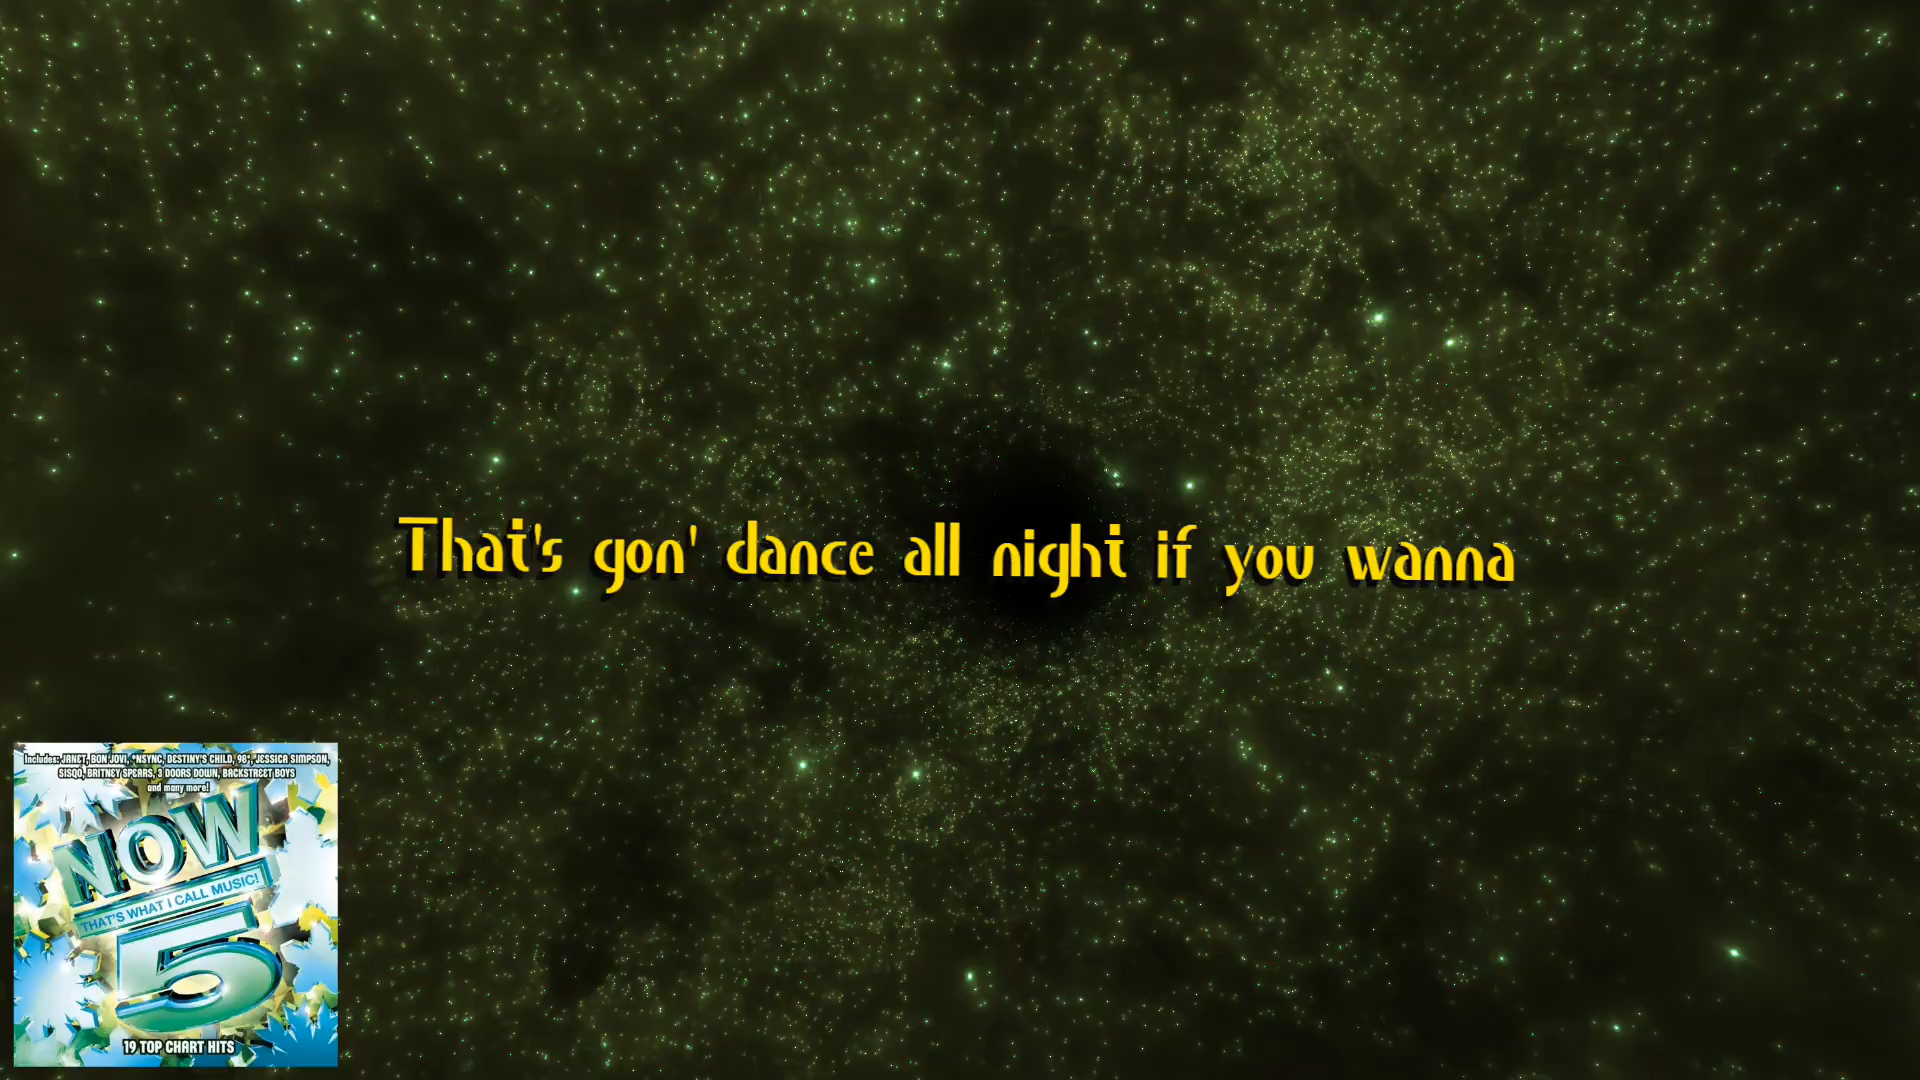 That's gon' dance all night if you wanna
Includes: JANET, BON JOVI, *NSYNC, DESTINY'S CHILD, 98°, JESSICA SIMPSON,
SISQO, BRITNEY SPEARS, 3 DOORS DOWN, BACKSTREET BOYS
and many more!
NOW
THAT'S WHAT I CALL MUSIC!
5
19 TOP CHART HITS